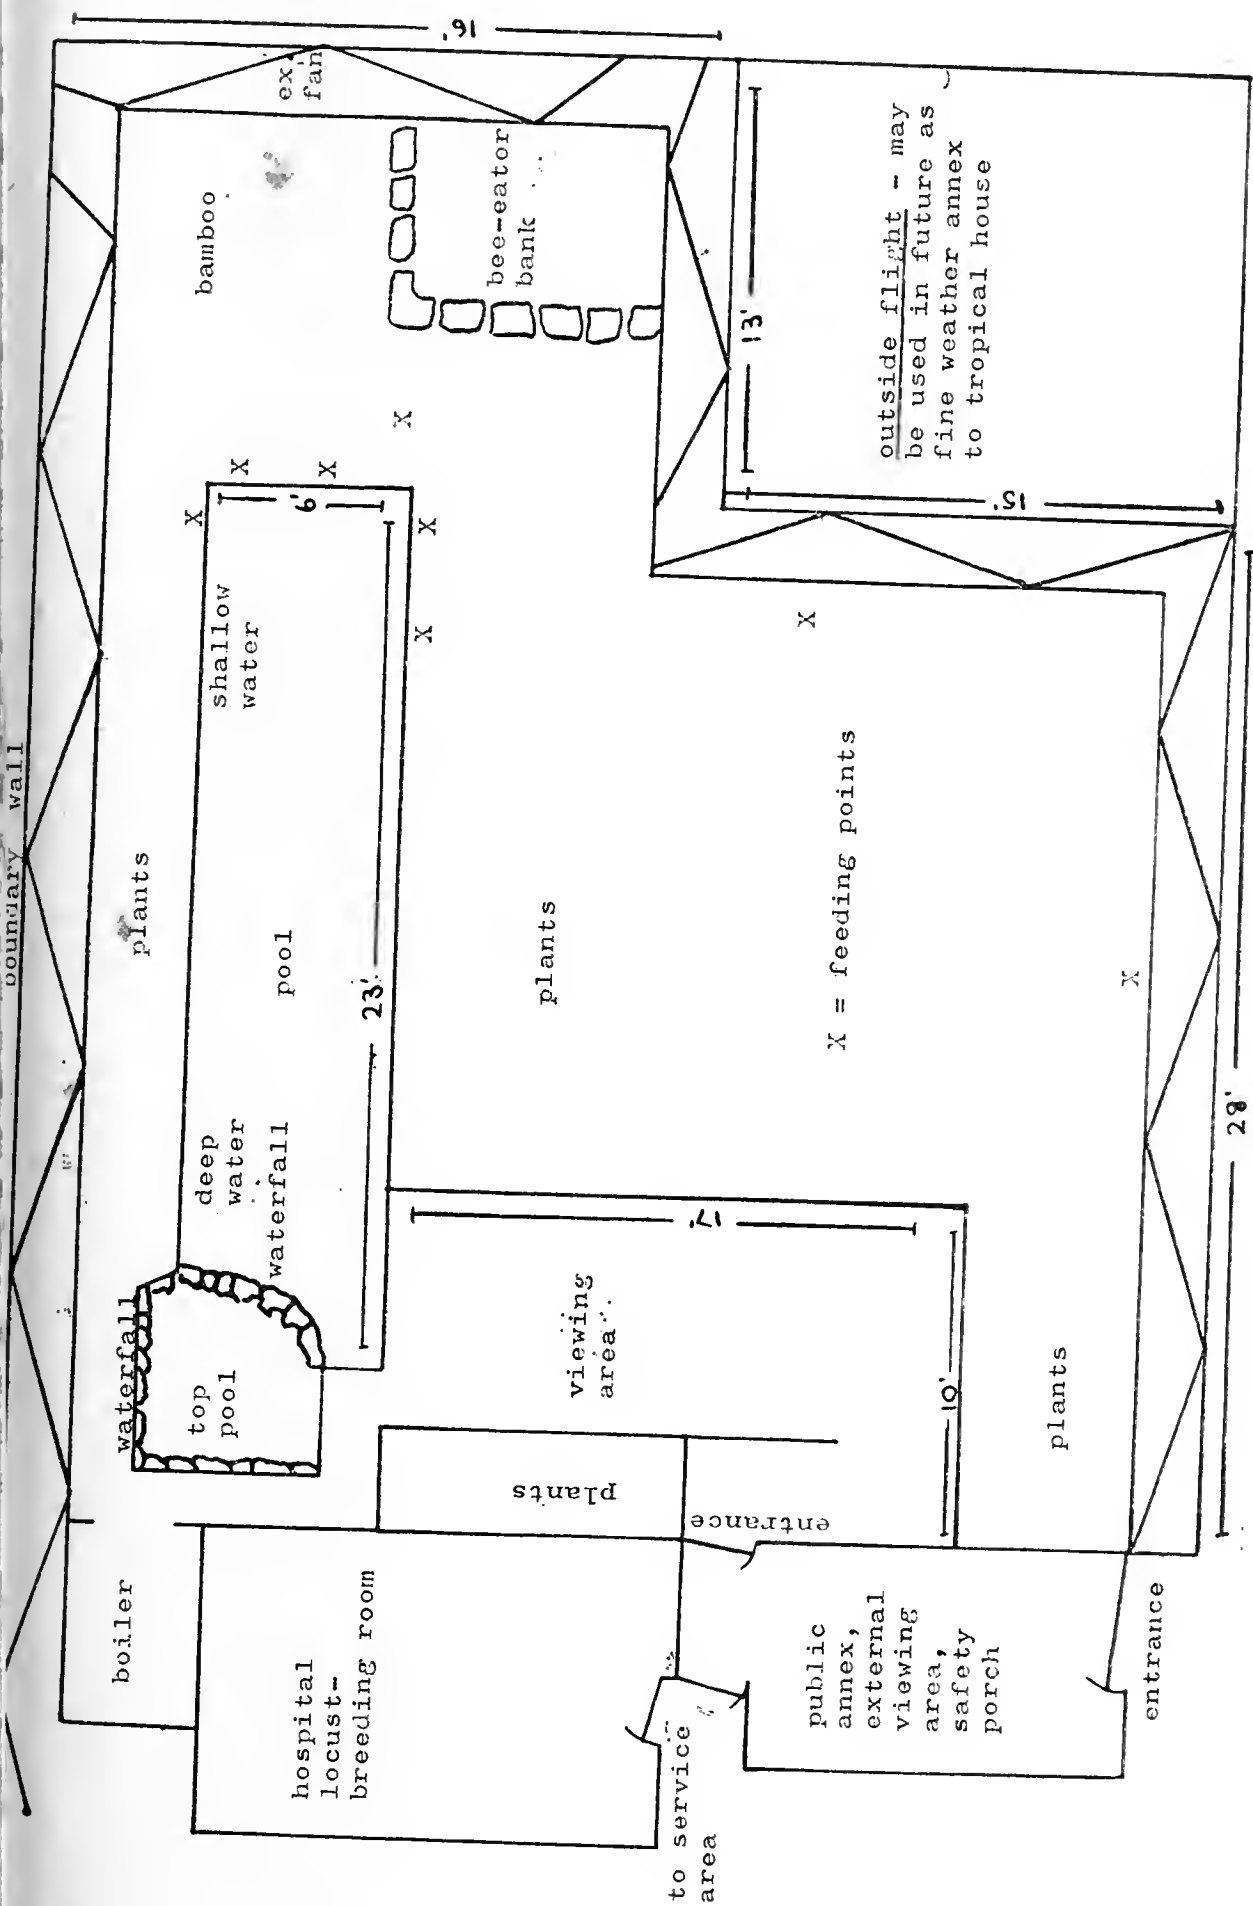 boundary wall
boiler
waterfall
plants
bamboo
ex.
fan
16'
top
pool
deep
water
waterfall
pool
shallow
water
6'
23'
hospital
locust-
breeding room
plants
viewing
area
17'
plants
bee-eator
bank
to service
area
entrance
10'
public
annex,
external
viewing
area,
safety
porch
entrance
plants
X = feeding points
X
X
X
X
X
X
X
X
13'
15'
outside flight - may
be used in future as
fine weather annex
to tropical house
28'